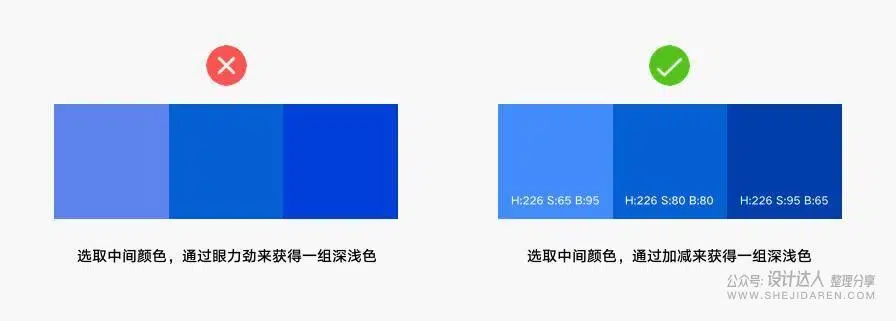 H:226 S:65 B:95
H:226 S:80 B:80
H:226 S:95 B:65
选取中间颜色，通过眼力劲来获得一组深浅色
选取中间颜色，通过加减来获得一组深浅色
公众号: 设计达人 整理分享
WWW.SHEJIDAREN.COM